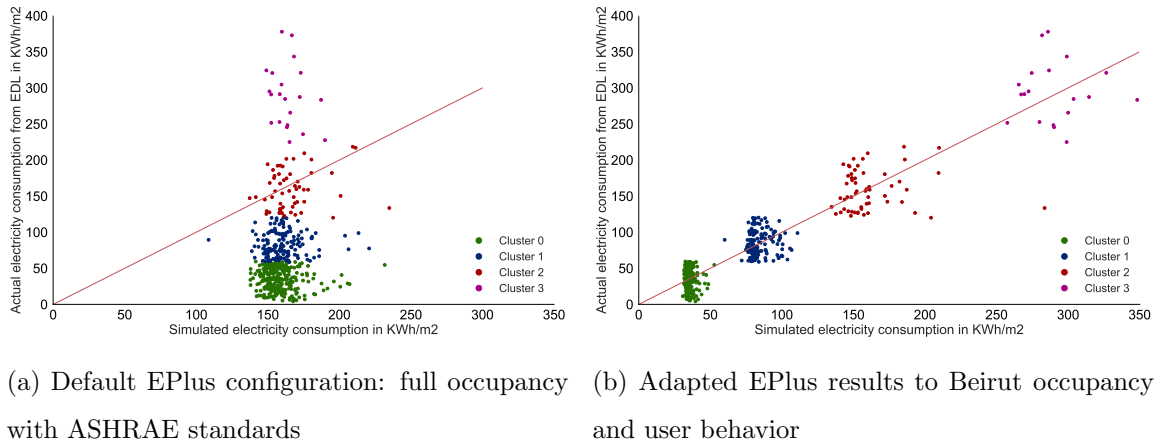 Actual electricity consumption from EDL in KWh/m2
400
350
300
250
200
150
100
50
0
0 50 100 150 200 250 300 350
Simulated electricity consumption in KWh/m2
Cluster 0
Cluster 1
Cluster 2
Cluster 3
Actual electricity consumption from EDL in KWh/m2
400
350
300
250
200
150
100
50
0
0 50 100 150 200 250 300 350
Simulated electricity consumption in KWh/m2
Cluster 0
Cluster 1
Cluster 2
Cluster 3
(a) Default EPlus configuration: full occupancy
with ASHRAE standards
(b) Adapted EPlus results to Beirut occupancy
and user behavior